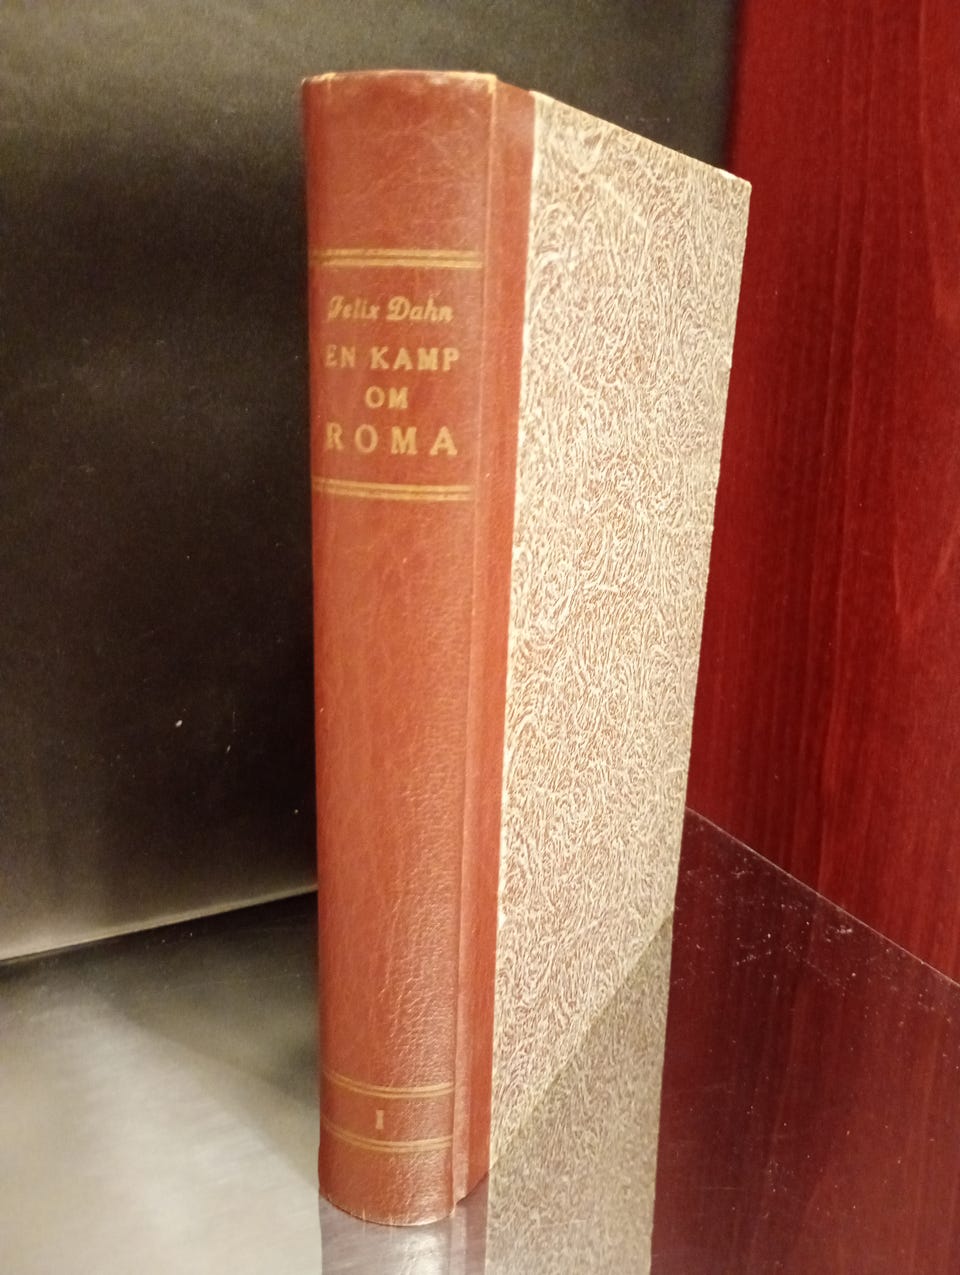 Felix Dahn
EN KAMP
OM
ROMA
I